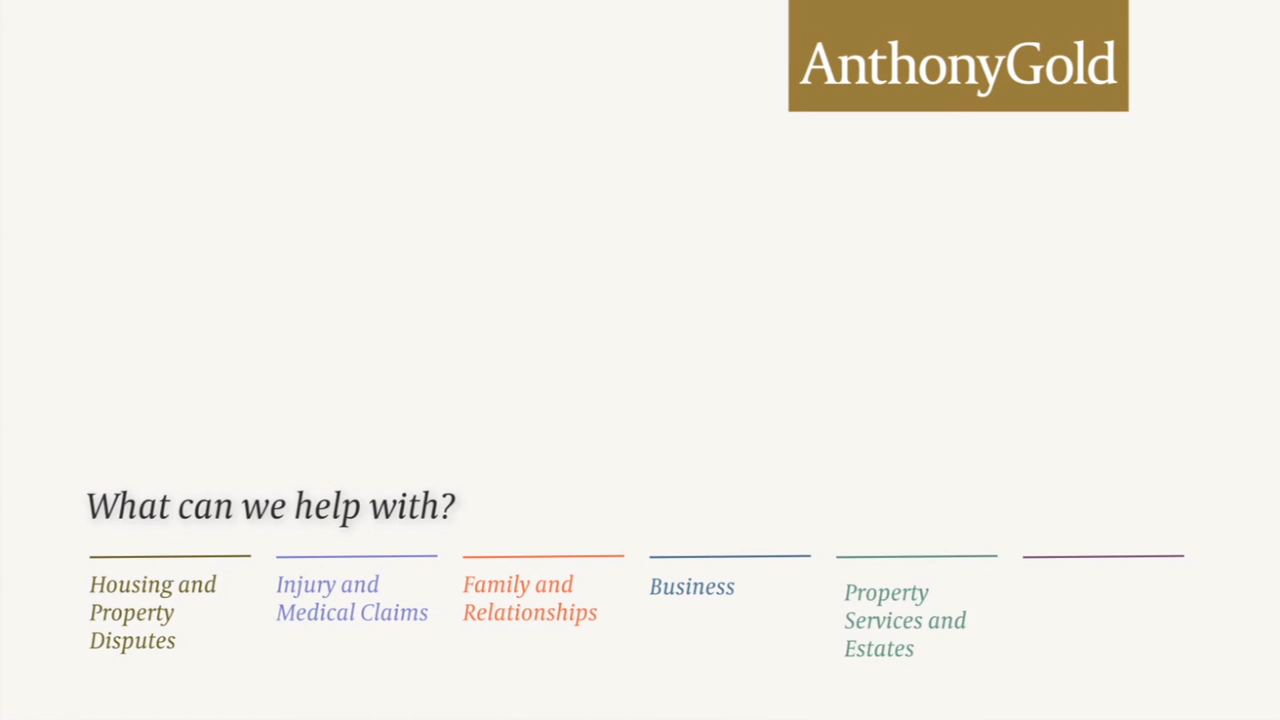 AnthonyGold
What can we help with?
Housing and
Property
Disputes
Injury and
Medical Claims
Family and
Relationships
Business
Property
Services and
Estates